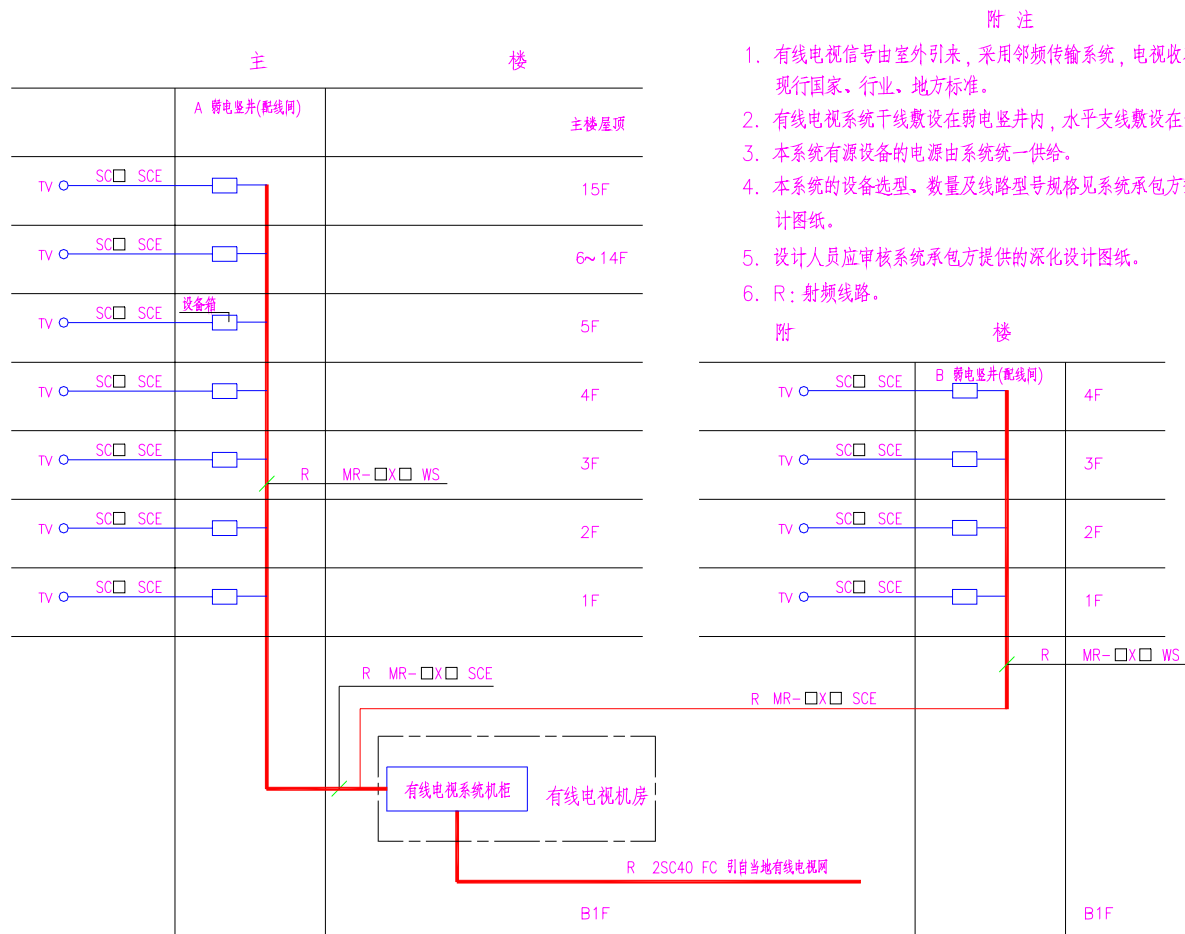 附 注
1. 有线电视信号由室外引来,采用邻频传输系统,电视收
现行国家、行业、地方标准。
2. 有线电视系统干线敷设在弱电竖井内,水平支线敷设在
3. 本系统有源设备的电源由系统统一供给。
4. 本系统的设备选型、数量及线路型号规格见系统承包方
计图纸。
5. 设计人员应审核系统承包方提供的深化设计图纸。
6. R:射频线路。
主 楼
A 弱电竖井(配线间)
主楼屋顶
TV SC□ SCE 15F
TV SC□ SCE 6~14F
设备箱
TV SC□ SCE 5F
TV SC□ SCE 4F
TV SC□ SCE 3F
R MR-□X□ WS
TV SC□ SCE 2F
TV SC□ SCE 1F
附 楼
B 弱电竖井(配线间)
TV SC□ SCE 4F
TV SC□ SCE 3F
TV SC□ SCE 2F
TV SC□ SCE 1F
R MR-□X□ WS
R MR-□X□ SCE
R MR-□X□ SCE
有线电视系统机柜
有线电视机房
R 2SC40 FC 引自当地有线电视网
B1F
B1F